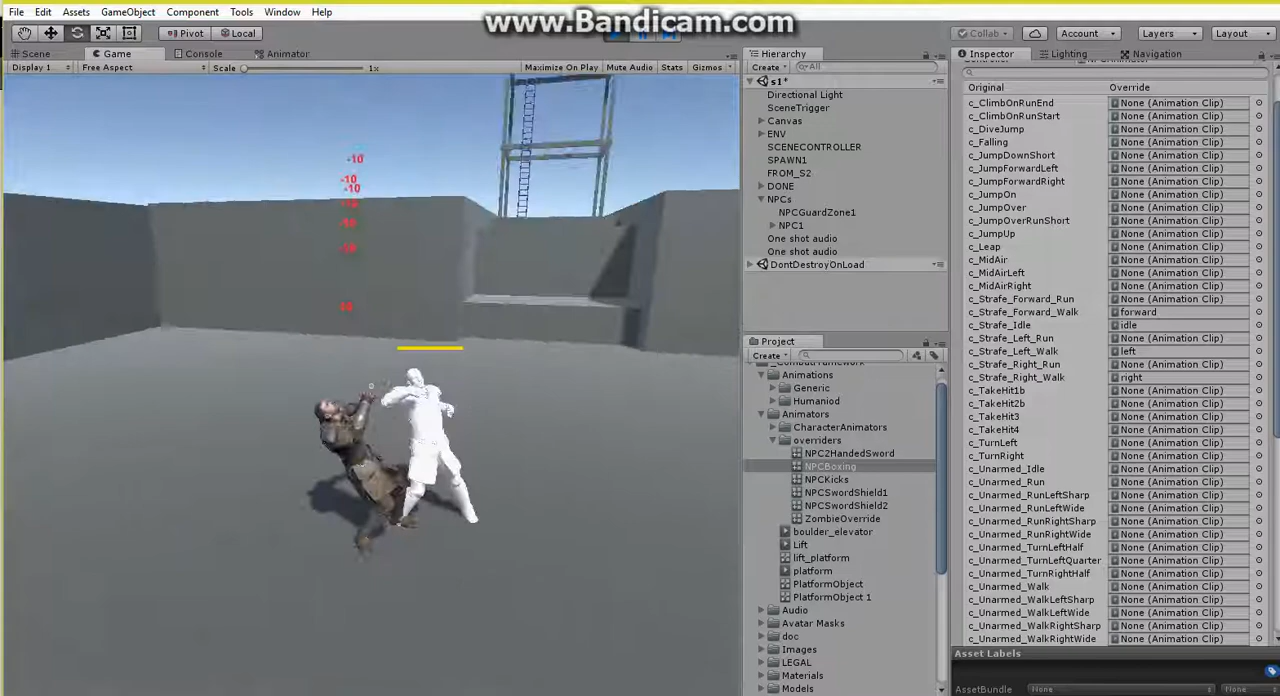 www.Bandicam.com
File Edit Assets GameObject Component Tools Window Help
Pivot Local
Collab Account Layers Layout
Scene Game Console Animator
Display 1 Free Aspect Scale 1x Maximize On Play Mute Audio Stats Gizmos
-10
-10
-10
Hierarchy
Create All
s1*
Directional Light
SceneTrigger
Canvas
ENV
SCENECONTROLLER
SPAWN1
FROM_S2
DONE
NPCs
NPCGuardZone1
NPC1
One shot audio
One shot audio
DontDestroyOnLoad
Project
Create
Animations
Generic
Humaniod
Animators
CharacterAnimators
overriders
NPC2HandedSword
NPCBoxing
NPCKicks
NPCSwordShield1
NPCSwordShield2
ZombieOverride
boulder_elevator
Lift
lift_platform
platform
PlatformObject
PlatformObject 1
Audio
Avatar Masks
doc
Images
LEGAL
Materials
Models
Inspector Lighting Navigation
Original Override
c_ClimbOnRunEnd None (Animation Clip)
c_ClimbOnRunStart None (Animation Clip)
c_DiveJump None (Animation Clip)
c_Falling None (Animation Clip)
c_JumpDownShort None (Animation Clip)
c_JumpForwardLeft None (Animation Clip)
c_JumpForwardRight None (Animation Clip)
c_JumpOn None (Animation Clip)
c_JumpOver None (Animation Clip)
c_JumpOverRunShort None (Animation Clip)
c_JumpUp None (Animation Clip)
c_Leap None (Animation Clip)
c_MidAir None (Animation Clip)
c_MidAirLeft None (Animation Clip)
c_MidAirRight None (Animation Clip)
c_Strafe_Forward_Run None (Animation Clip)
c_Strafe_Forward_Walk forward
c_Strafe_Idle idle
c_Strafe_Left_Run None (Animation Clip)
c_Strafe_Left_Walk left
c_Strafe_Right_Run None (Animation Clip)
c_Strafe_Right_Walk right
c_TakeHit1b None (Animation Clip)
c_TakeHit2b None (Animation Clip)
c_TakeHit3 None (Animation Clip)
c_TakeHit4 None (Animation Clip)
c_TurnLeft None (Animation Clip)
c_TurnRight None (Animation Clip)
c_Unarmed_Idle None (Animation Clip)
c_Unarmed_Run None (Animation Clip)
c_Unarmed_RunLeftSharp None (Animation Clip)
c_Unarmed_RunLeftWide None (Animation Clip)
c_Unarmed_RunRightSharp None (Animation Clip)
c_Unarmed_RunRightWide None (Animation Clip)
c_Unarmed_TurnLeftHalf None (Animation Clip)
c_Unarmed_TurnLeftQuarter None (Animation Clip)
c_Unarmed_TurnRightHalf None (Animation Clip)
c_Unarmed_Walk None (Animation Clip)
c_Unarmed_WalkLeftSharp None (Animation Clip)
c_Unarmed_WalkLeftWide None (Animation Clip)
c_Unarmed_WalkRightSharp None (Animation Clip)
c_Unarmed_WalkRightWide None (Animation Clip)
Asset Labels
AssetBundle None None